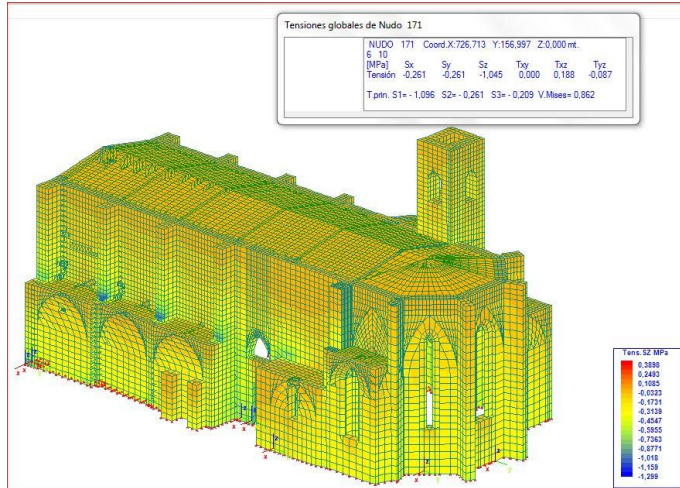 Tensiones globales de Nudo 171
NUDO 171 Coord.X:726,713 Y:156,997 Z:0,000 mt.
6 10
[MPa] Sx Sy Sz Txy Txz Tyz
Tensión -0,261 -0,261 -1,045 0,000 0,188 -0,087
T.prin. S1= - 1,096 S2= - 0,261 S3= - 0,209 V.Mises= 0,862
Tens.SZ MPa
0,3898
0,2493
0,1085
-0,0323
-0,1731
-0,3139
-0,4547
-0,5955
-0,7363
-0,8771
-1,018
-1,159
-1,299